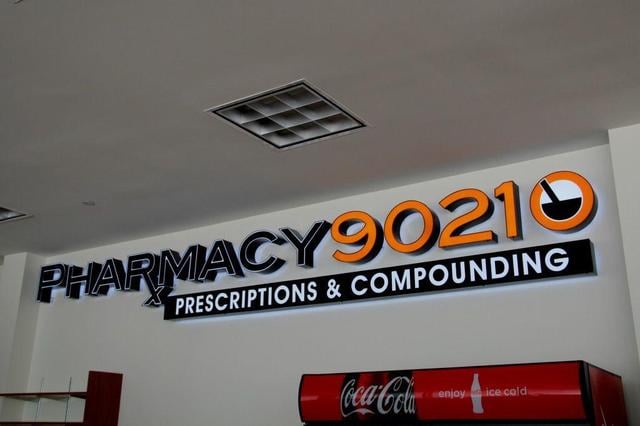 PHARMACY90210
PRESCRIPTIONS & COMPOUNDING
Coca-Cola enjoy ice cold